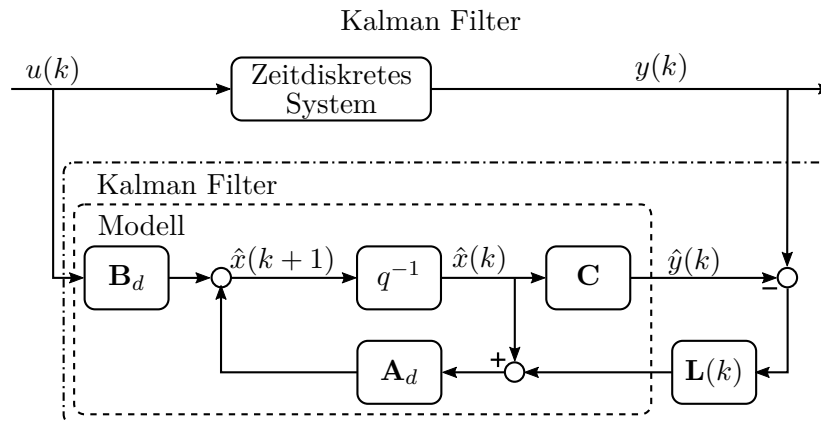 Kalman Filter
u(k)
Zeitdiskretes
System
y(k)
Kalman Filter
Modell
B_d
x̂(k + 1)
q⁻¹
x̂(k)
C
ŷ(k)
−
A_d
+
L(k)